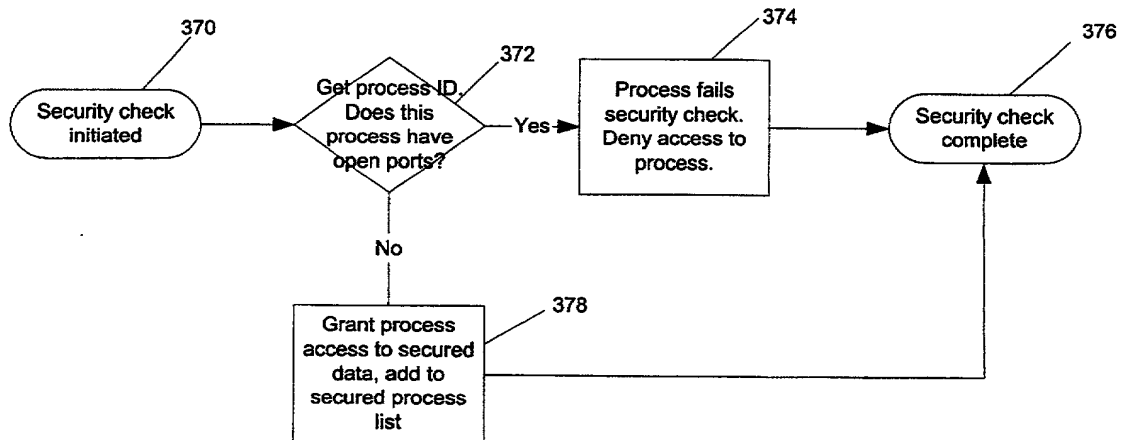 370
Security check
initiated
372
Get process ID.
Does this
process have
open ports?
Yes
374
Process fails
security check.
Deny access to
process.
376
Security check
complete
No
378
Grant process
access to secured
data, add to
secured process
list